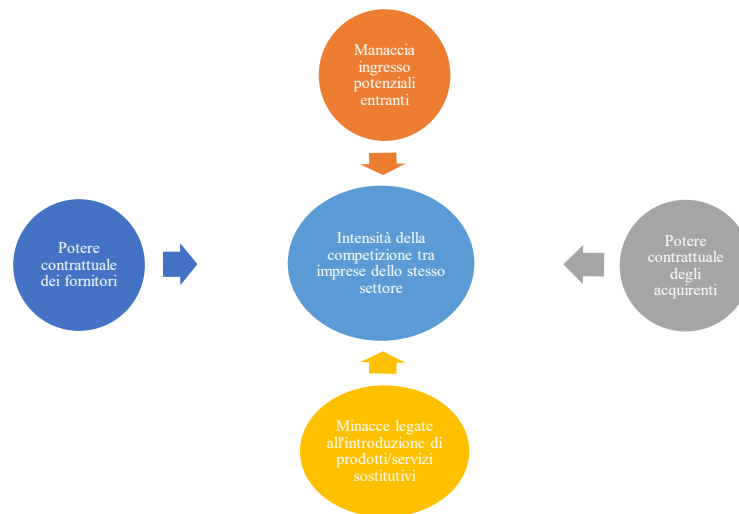 Manaccia
ingresso
potenziali
entranti
Potere
contrattuale
dei fornitori
Intensità della
competizione tra
imprese dello stesso
settore
Potere
contrattuale
degli
acquirenti
Minacce legate
all'introduzione di
prodotti/servizi
sostitutivi